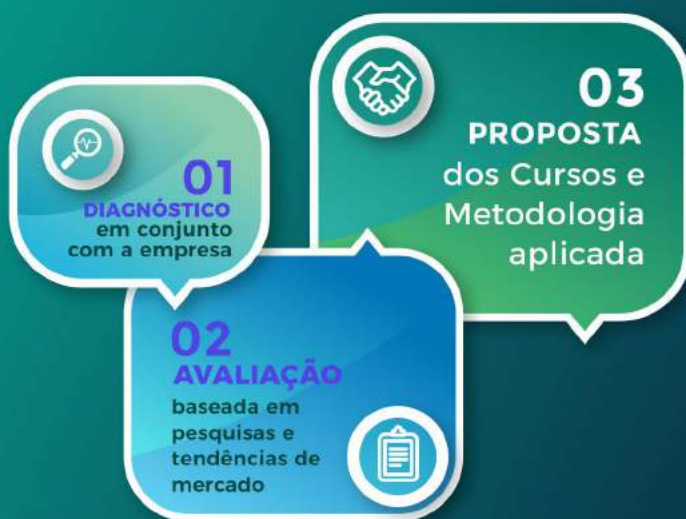 01
DIAGNÓSTICO
em conjunto
com a empresa
02
AVALIAÇÃO
baseada em
pesquisas e
tendências de
mercado
03
PROPOSTA
dos Cursos e
Metodologia
aplicada